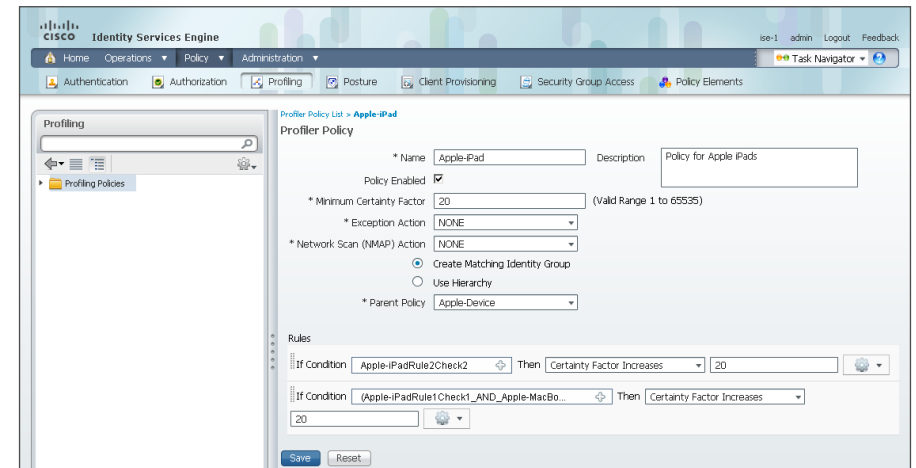 CISCO Identity Services Engine
ise-1 admin Logout Feedback
Home Operations Policy Administration
Task Navigator
Authentication Authorization Profiling Posture Client Provisioning Security Group Access Policy Elements
Profiling
Profiling Policies
Profiler Policy List > Apple-iPad
Profiler Policy
* Name Apple-iPad Description Policy for Apple iPads
Policy Enabled
* Minimum Certainty Factor 20 (Valid Range 1 to 65535)
* Exception Action NONE
* Network Scan (NMAP) Action NONE
Create Matching Identity Group
Use Hierarchy
* Parent Policy Apple-Device
Rules
If Condition Apple-iPadRule2Check2 Then Certainty Factor Increases 20
If Condition (Apple-iPadRule1Check1_AND_Apple-MacBo... Then Certainty Factor Increases
20
Save Reset